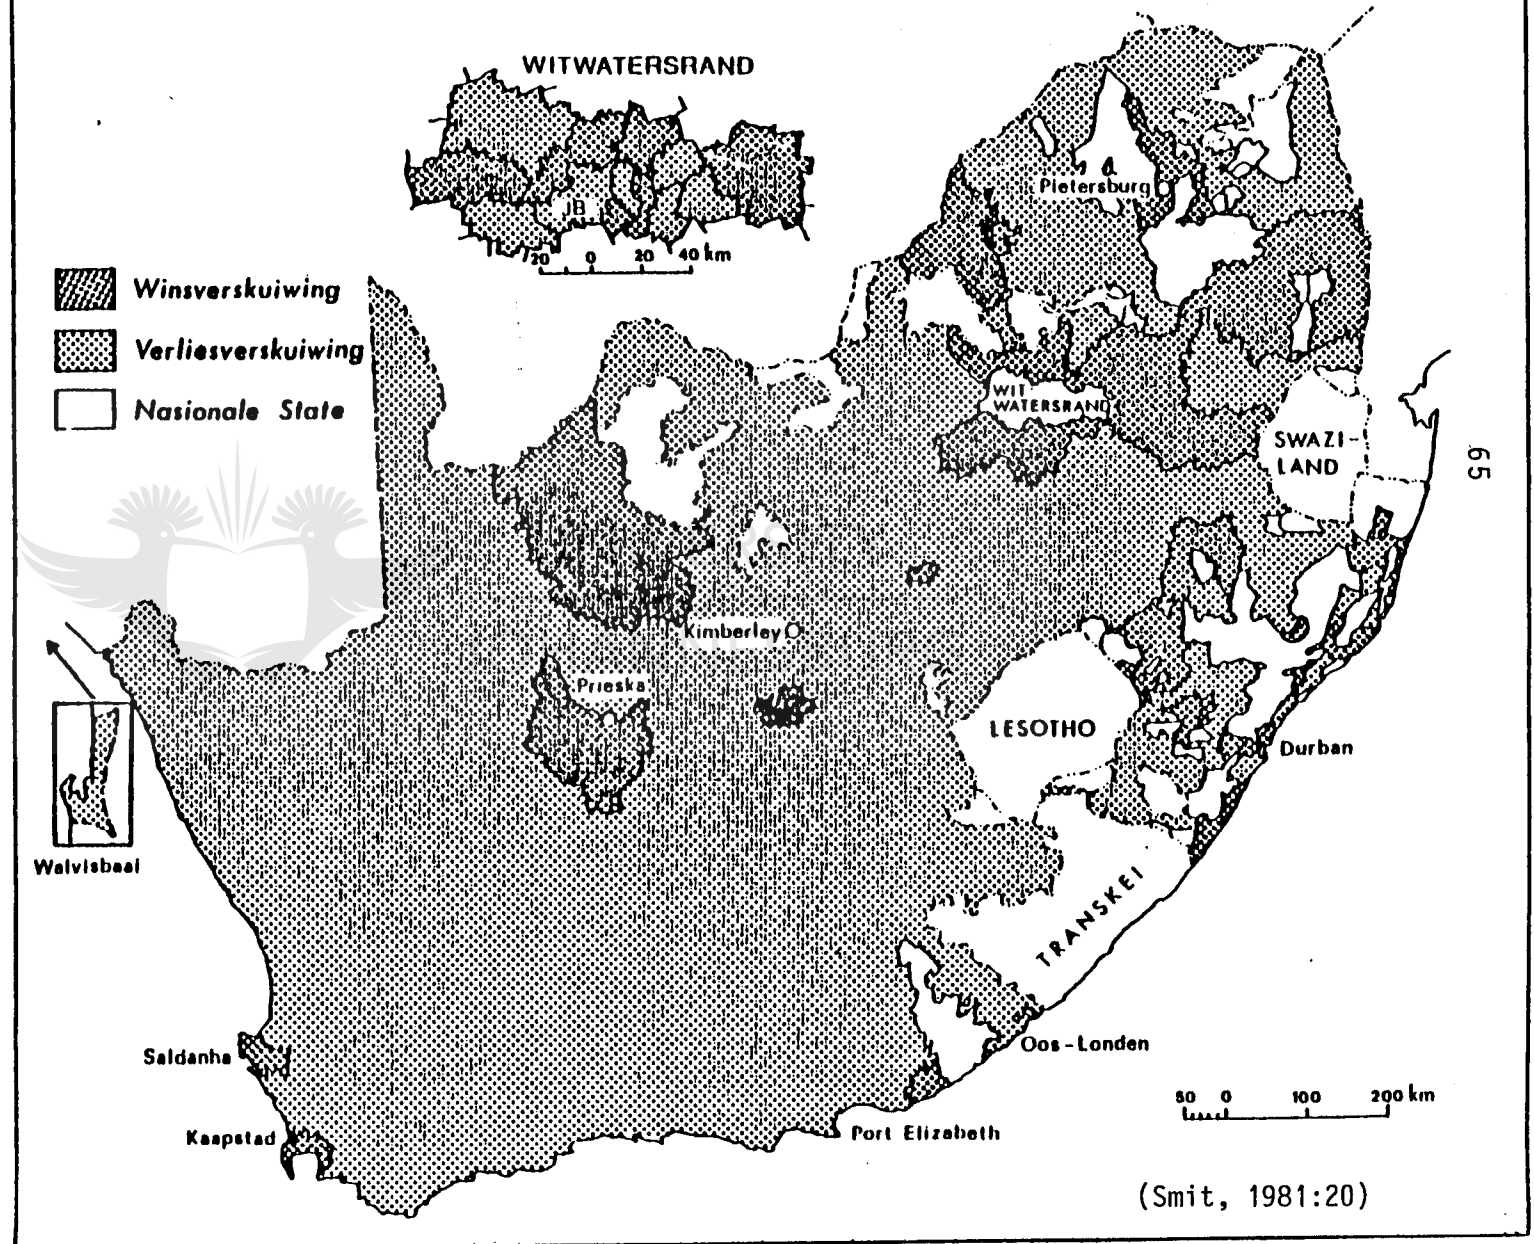 WITWATERSRAND
JB
20 0 20 40 km
Winsverskuiwing
Verliesverskuiwing
Nasionale State
Pietersburg
WIT
WATERSRAND
SWAZI-
LAND
65
Kimberley
Prieska
LESOTHO
Durban
Walvisbaai
TRANSKEI
Saldanha
Oos-Londen
50 0 100 200 km
Kaapstad
Port Elizabeth
(Smit, 1981:20)